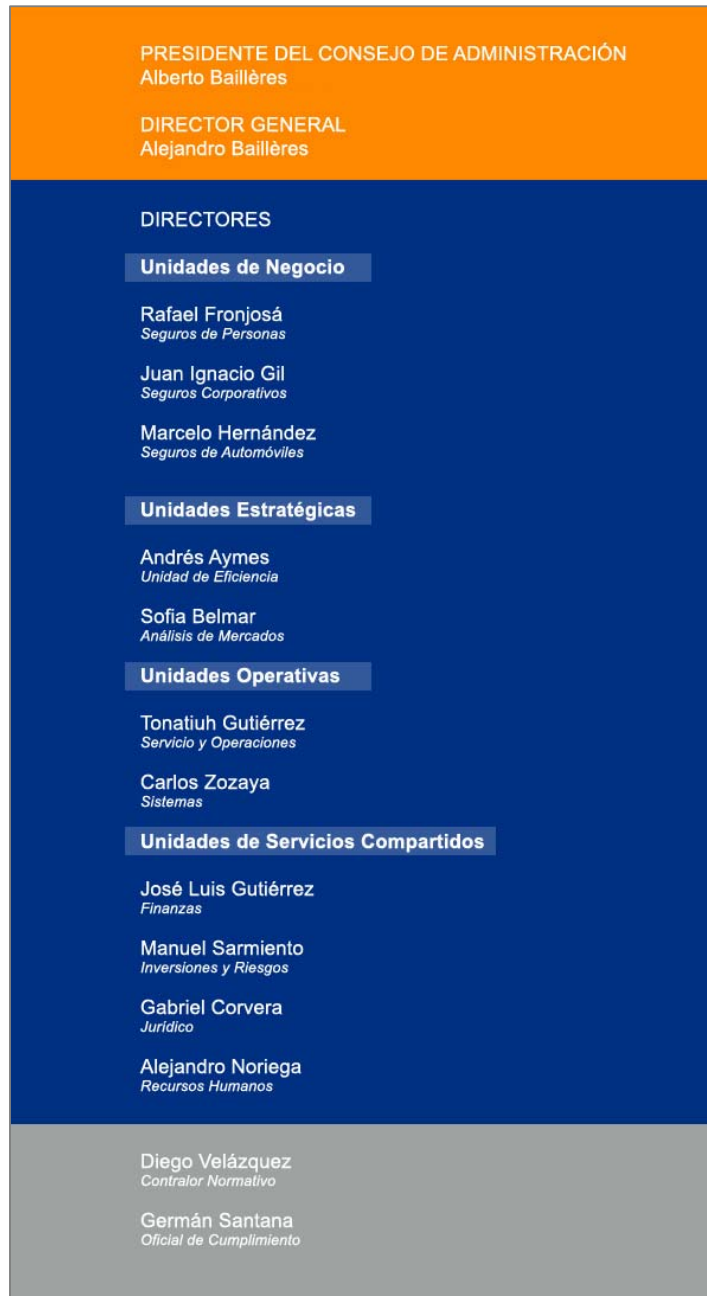 PRESIDENTE DEL CONSEJO DE ADMINISTRACIÓN
Alberto Baillères
DIRECTOR GENERAL
Alejandro Baillères
DIRECTORES
Unidades de Negocio
Rafael Fronjosá
Seguros de Personas
Juan Ignacio Gil
Seguros Corporativos
Marcelo Hernández
Seguros de Automóviles
Unidades Estratégicas
Andrés Aymes
Unidad de Eficiencia
Sofia Belmar
Análisis de Mercados
Unidades Operativas
Tonatiuh Gutiérrez
Servicio y Operaciones
Carlos Zozaya
Sistemas
Unidades de Servicios Compartidos
José Luis Gutiérrez
Finanzas
Manuel Sarmiento
Inversiones y Riesgos
Gabriel Corvera
Jurídico
Alejandro Noriega
Recursos Humanos
Diego Velázquez
Contralor Normativo
Germán Santana
Oficial de Cumplimiento